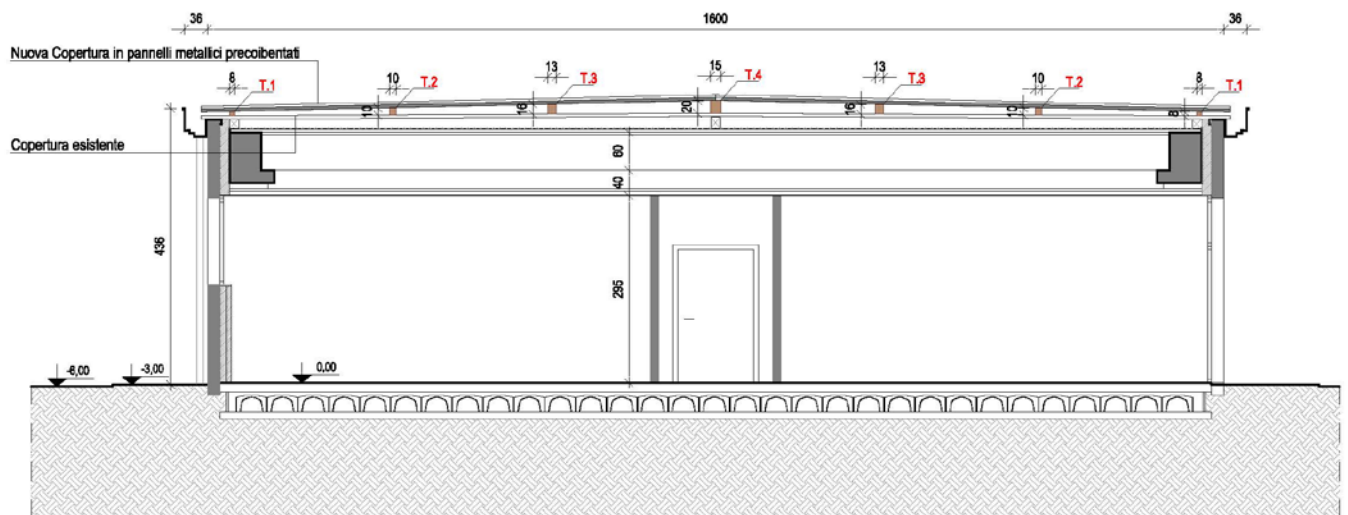 36 1600 36
Nuova Copertura in pannelli metallici precoibentati
8 T.1 10 T.2 13 T.3 15 T.4 13 T.3 10 T.2 8 T.1
10 16 20 16 10 8
Copertura esistente
60
40
436
295
-6,00 -3,00 0,00